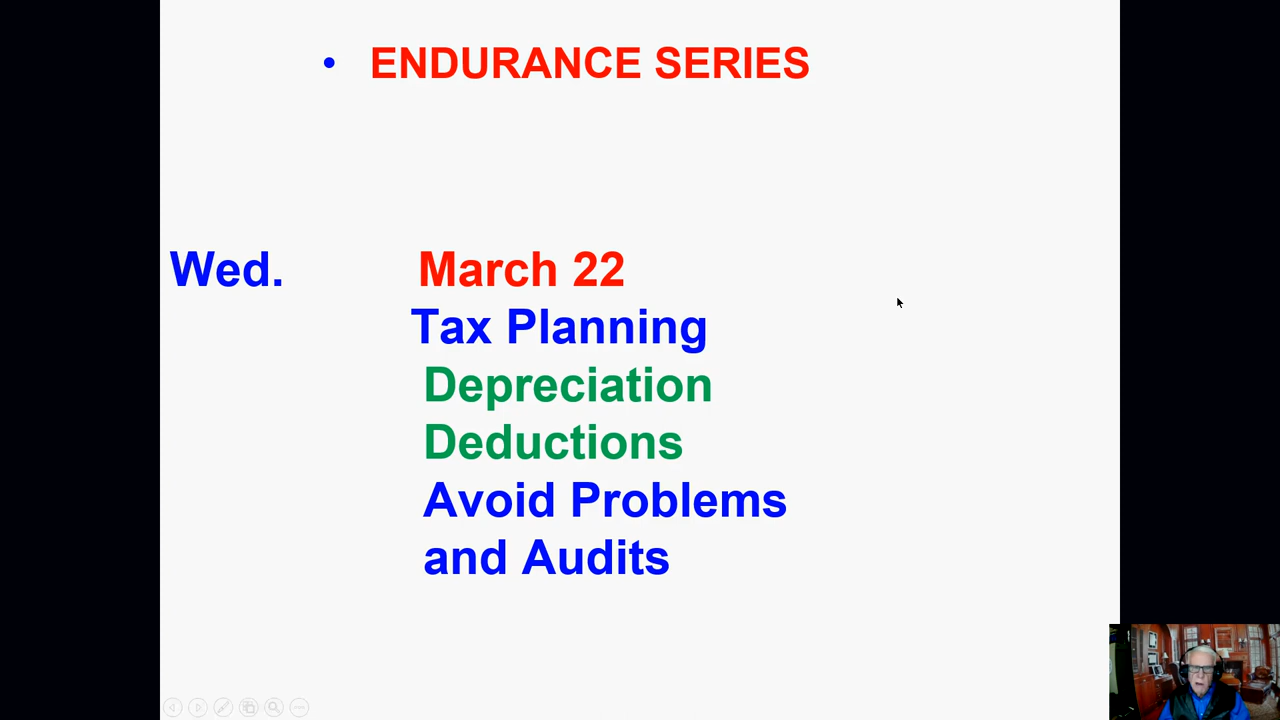 • ENDURANCE SERIES
Wed. March 22
Tax Planning
Depreciation
Deductions
Avoid Problems
and Audits